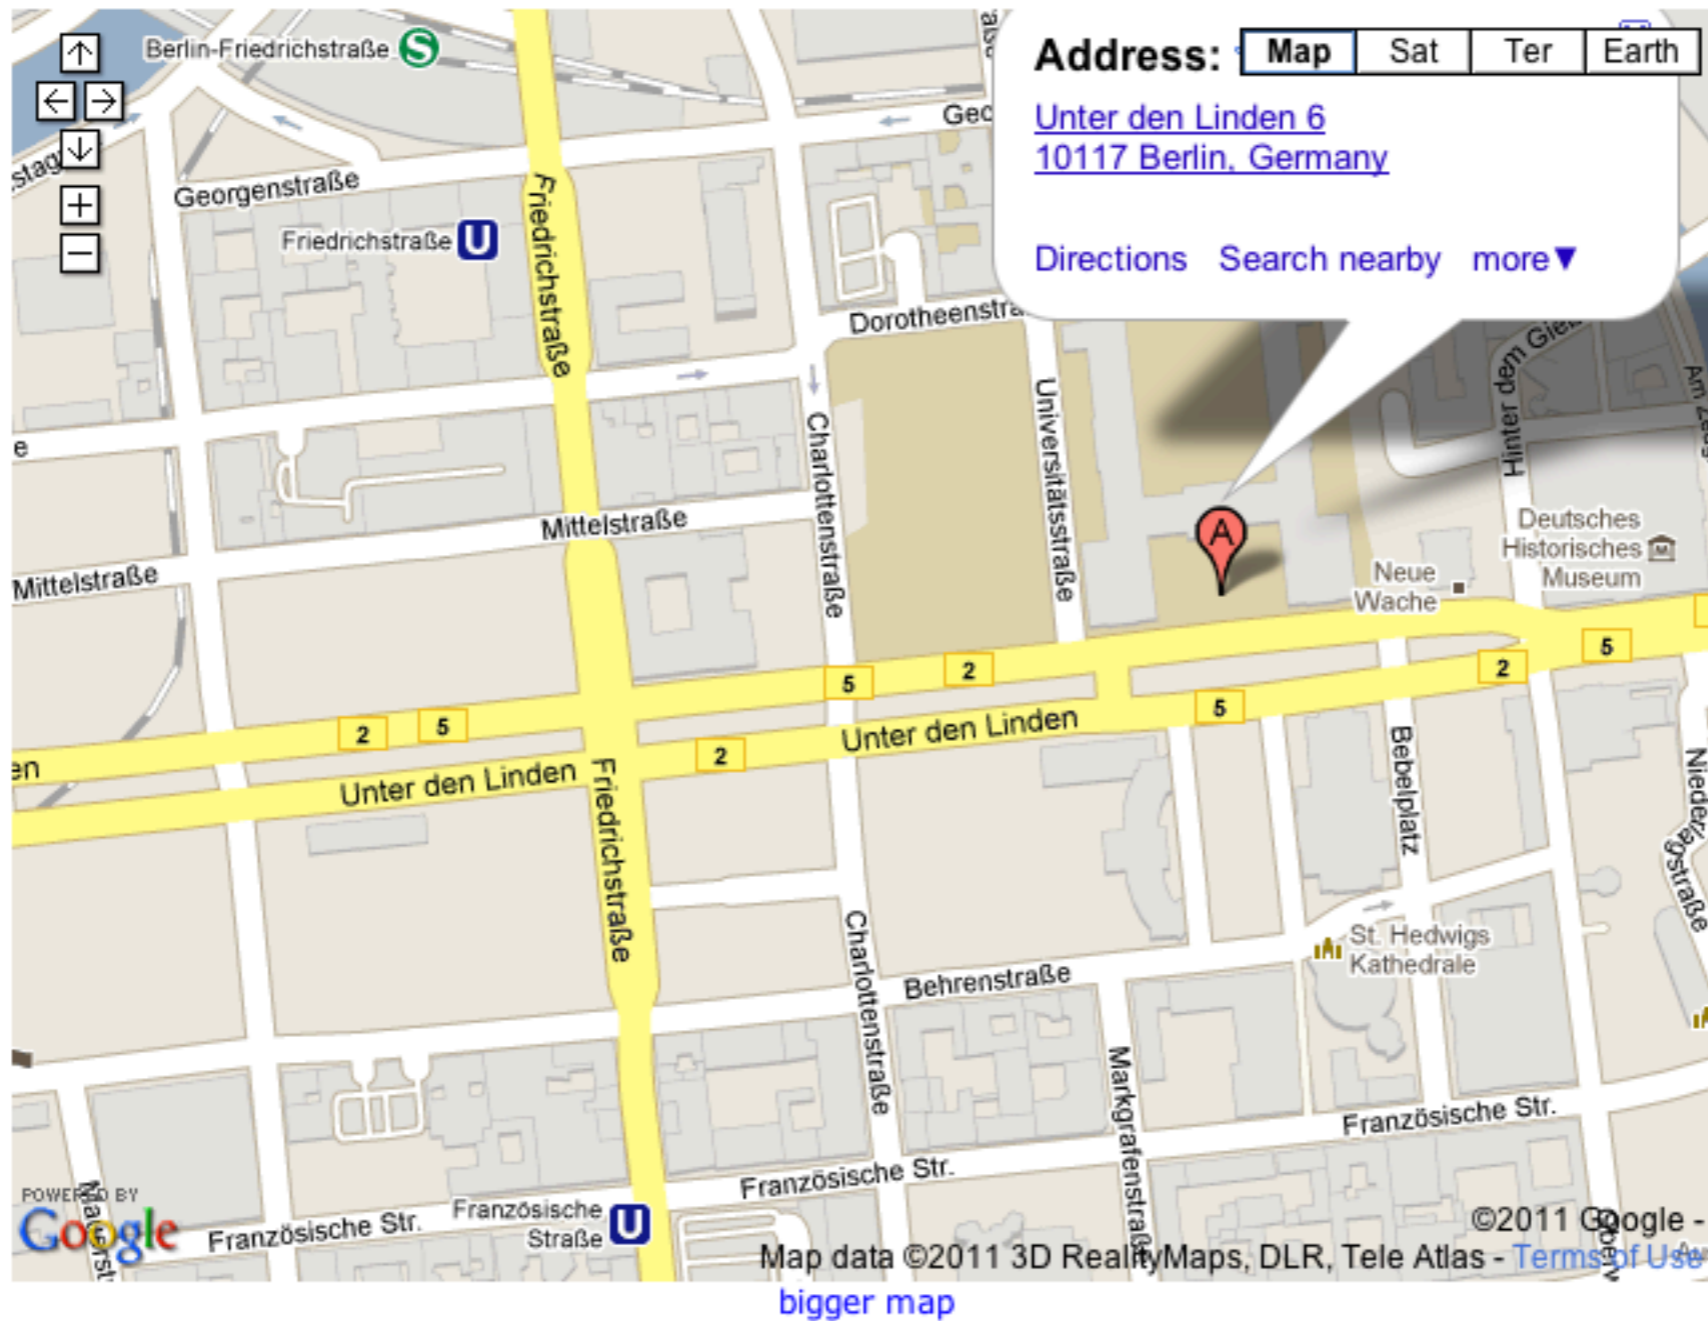 Berlin-Friedrichstraße S
Address:
Map
Sat
Ter
Earth
Unter den Linden 6
10117 Berlin, Germany
Directions Search nearby more▼
Georgenstraße
Friedrichstraße U
Friedrichstraße
Dorotheenstra
Charlottenstraße
Universitätsstraße
Hinter dem
A
Deutsches
Historisches
Museum
Neue
Wache
Mittelstraße
Mittelstraße
2
5
5
2
5
2
5
2
Unter den Linden
Unter den Linden
en
Friedrichstraße
Bebelplatz
Niederlagstraße
Charlottenstraße
Behrenstraße
St. Hedwigs
Kathedrale
Markgrafenstraße
Französische Str.
Französische Str.
Französische Str.
Französische
Straße U
POWERED BY
Google
©2011 Google -
Map data ©2011 3D RealityMaps, DLR, Tele Atlas - Terms of Use
bigger map